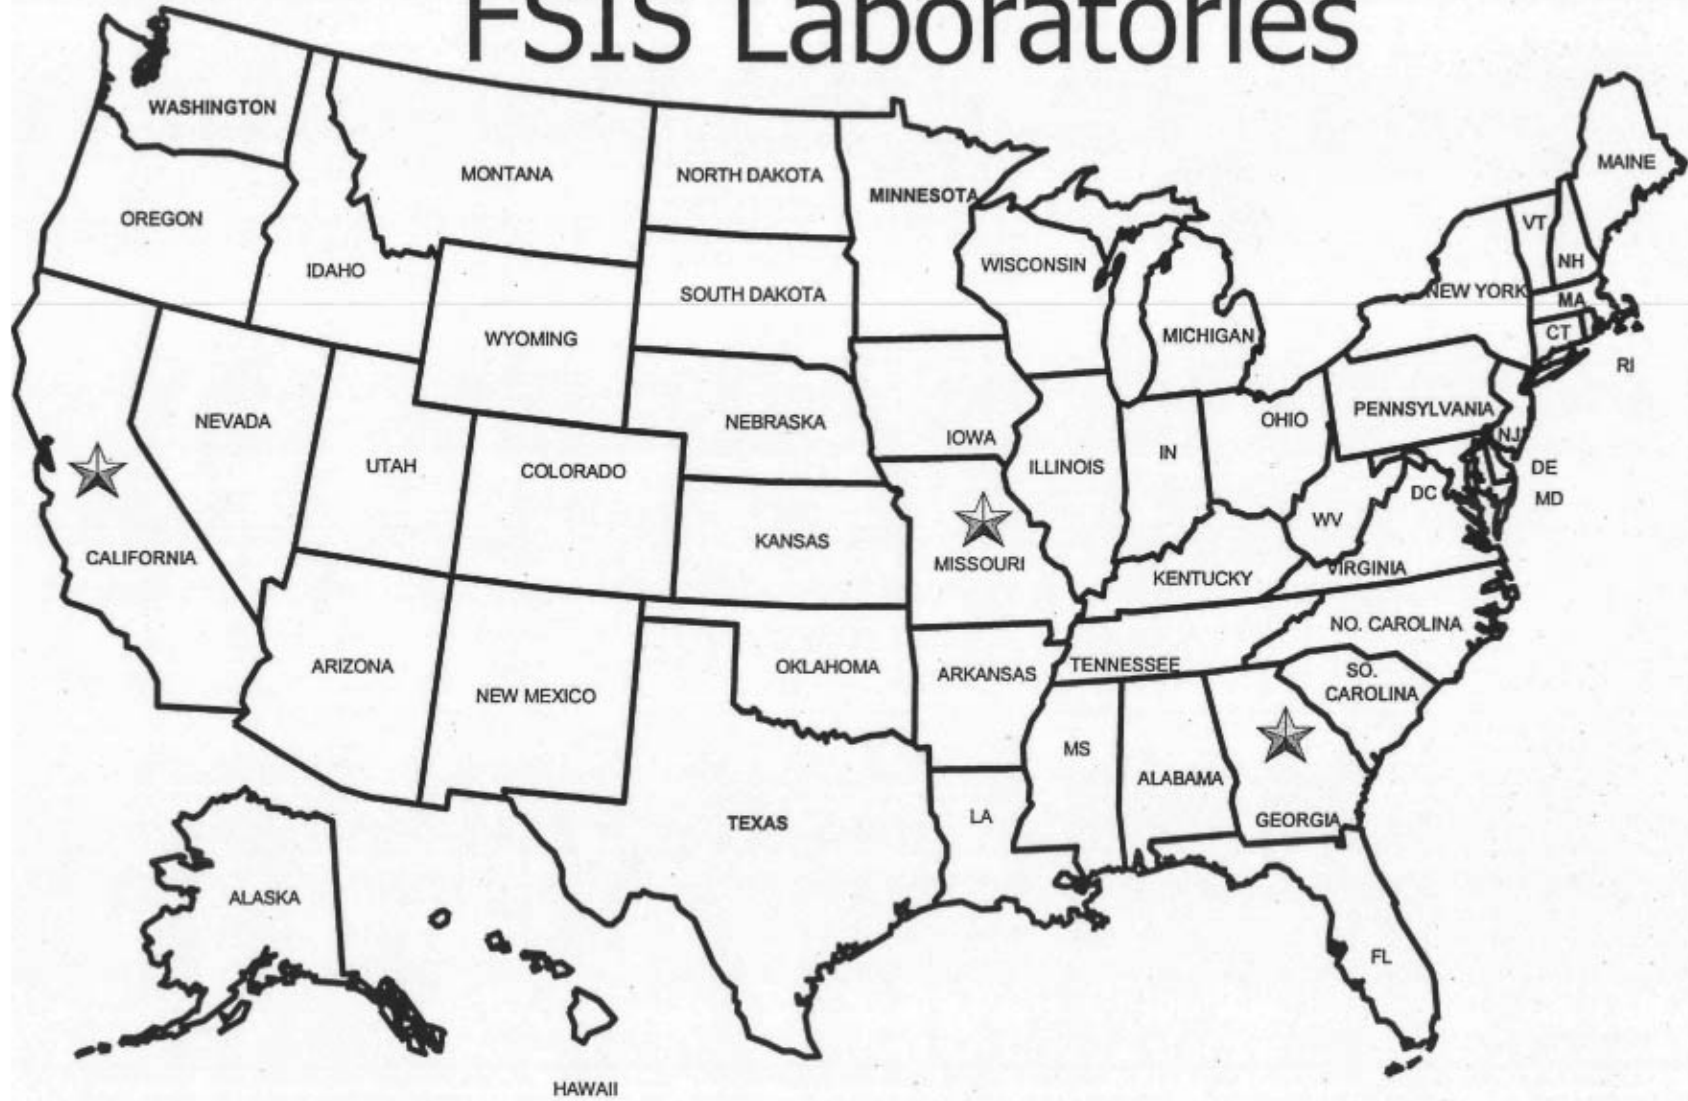 FSIS Laboratories
WASHINGTON
MONTANA
NORTH DAKOTA
MINNESOTA
MAINE
OREGON
IDAHO
VT
NH
WISCONSIN
NEW YORK
MA
SOUTH DAKOTA
WYOMING
MICHIGAN
CT
RI
NEVADA
NEBRASKA
IOWA
OHIO
PENNSYLVANIA
NJ
UTAH
COLORADO
ILLINOIS
IN
DE
MD
DC
WV
CALIFORNIA
KANSAS
MISSOURI
KENTUCKY
VIRGINIA
NO. CAROLINA
ARIZONA
NEW MEXICO
OKLAHOMA
ARKANSAS
TENNESSEE
SO.
CAROLINA
MS
ALABAMA
TEXAS
LA
GEORGIA
ALASKA
FL
HAWAII